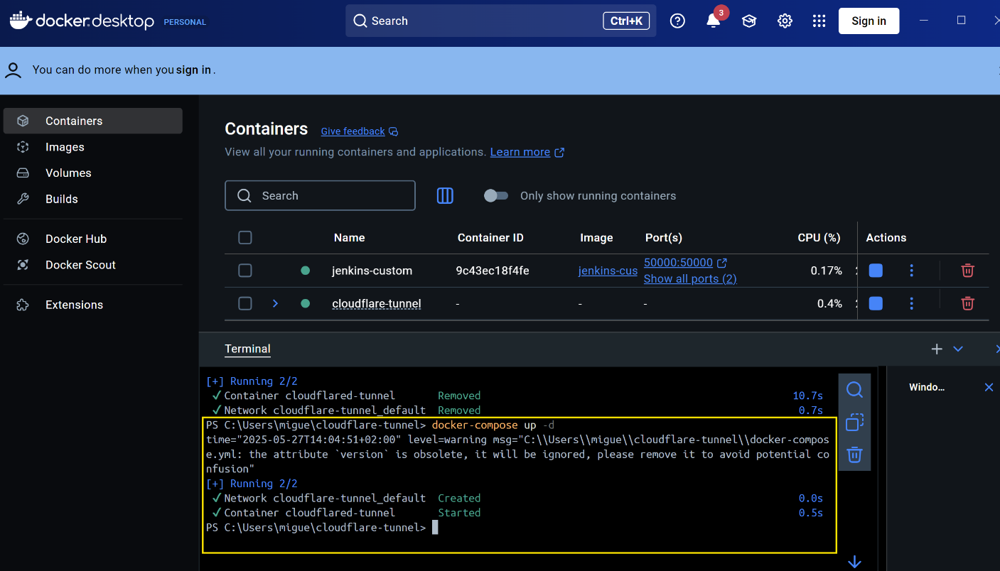 docker.desktop PERSONAL
Search
Ctrl+K
3
Sign in
You can do more when you sign in.
Containers
Images
Volumes
Builds
Docker Hub
Docker Scout
Extensions
Containers
Give feedback
View all your running containers and applications. Learn more
Search
Only show running containers
Name Container ID Image Port(s) CPU (%) Actions
jenkins-custom 9c43ec18f4fe jenkins-cus 50000:50000 0.17%
Show all ports (2)
cloudflare-tunnel - - - 0.4%
Terminal
Windo...
[+] Running 2/2
✓Container cloudflared-tunnel Removed 10.7s
✓Network cloudflare-tunnel_default Removed 0.7s
PS C:\Users\migue\cloudflare-tunnel> docker-compose up -d
time="2025-05-27T14:04:51+02:00" level=warning msg="C:\\Users\\migue\\cloudflare-tunnel\\docker-compos
e.yml: the attribute `version` is obsolete, it will be ignored, please remove it to avoid potential co
nfusion"
[+] Running 2/2
✓Network cloudflare-tunnel_default Created 0.0s
✓Container cloudflared-tunnel Started 0.5s
PS C:\Users\migue\cloudflare-tunnel>